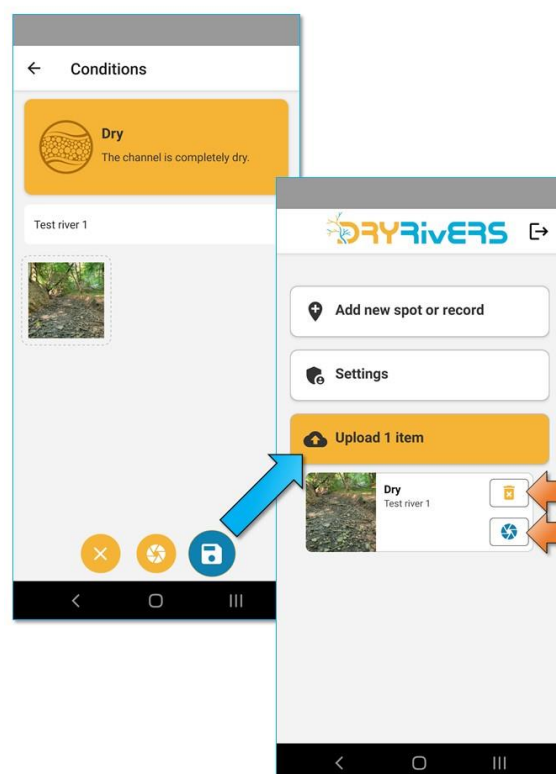 Conditions
Dry
The channel is completely dry.
Test river 1
DRYRivERS
Add new spot or record
Settings
Upload 1 item
Dry
Test river 1